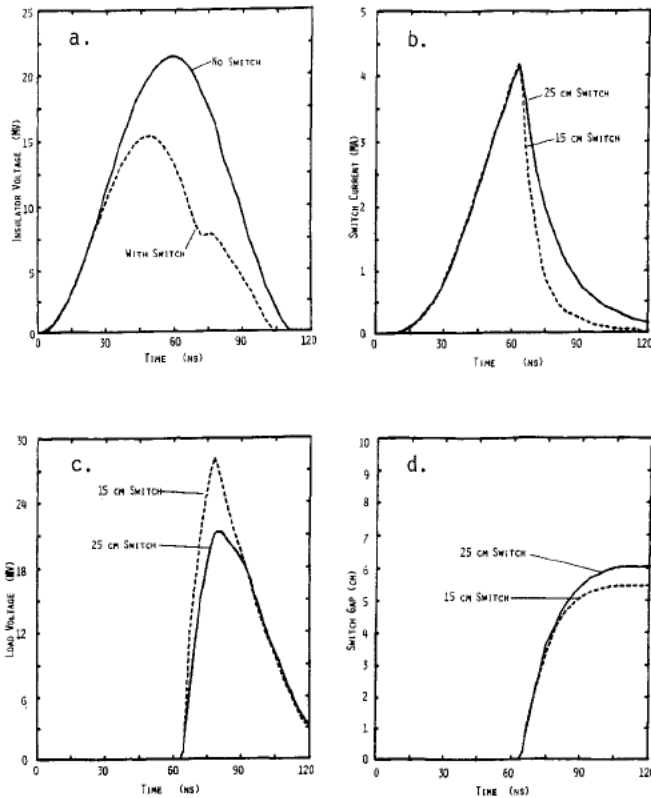 a.
25
20
15
10
5
0
INSULATOR VOLTAGE (MV)
NO SWITCH
WITH SWITCH
0 30 60 90 120
TIME (NS)
b.
5
4
3
2
1
0
SWITCH CURRENT (MA)
25 CM SWITCH
15 CM SWITCH
0 30 60 90 120
TIME (NS)
c.
30
24
18
12
6
0
LOAD VOLTAGE (MV)
15 CM SWITCH
25 CM SWITCH
0 30 60 90 120
TIME (NS)
d.
10
9
8
7
6
5
4
3
2
1
0
SWITCH GAP (CM)
25 CM SWITCH
15 CM SWITCH
0 30 60 90 120
TIME (NS)